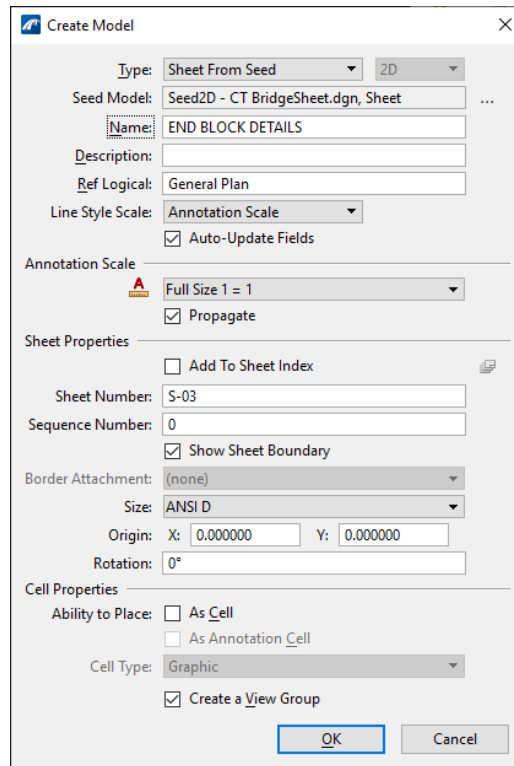 Create Model
Type: Sheet From Seed 2D
Seed Model: Seed2D - CT BridgeSheet.dgn, Sheet ...
Name: END BLOCK DETAILS
Description:
Ref Logical: General Plan
Line Style Scale: Annotation Scale
Auto-Update Fields
Annotation Scale
A Full Size 1 = 1
Propagate
Sheet Properties
Add To Sheet Index
Sheet Number: S-03
Sequence Number: 0
Show Sheet Boundary
Border Attachment: (none)
Size: ANSI D
Origin: X: 0.000000 Y: 0.000000
Rotation: 0°
Cell Properties
Ability to Place: As Cell
As Annotation Cell
Cell Type: Graphic
Create a View Group
OK Cancel